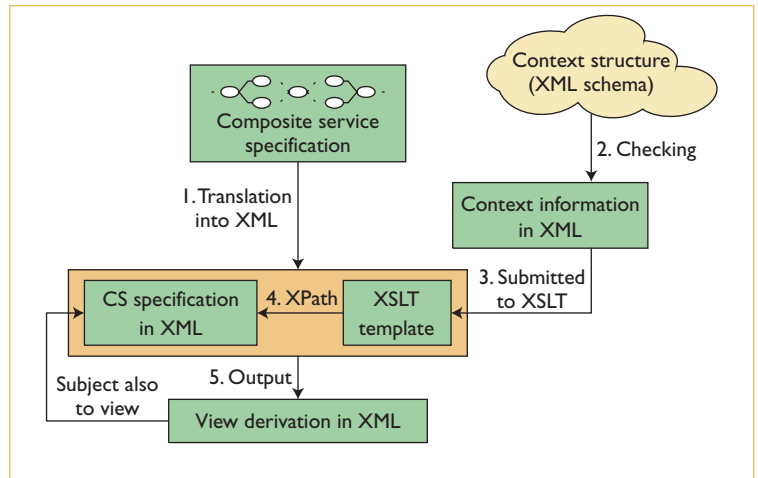 Context structure
(XML schema)
Composite service
specification
2. Checking
1. Translation
into XML
Context information
in XML
3. Submitted
to XSLT
CS specification
in XML
4. XPath
XSLT
template
Subject also
to view
5. Output
View derivation in XML